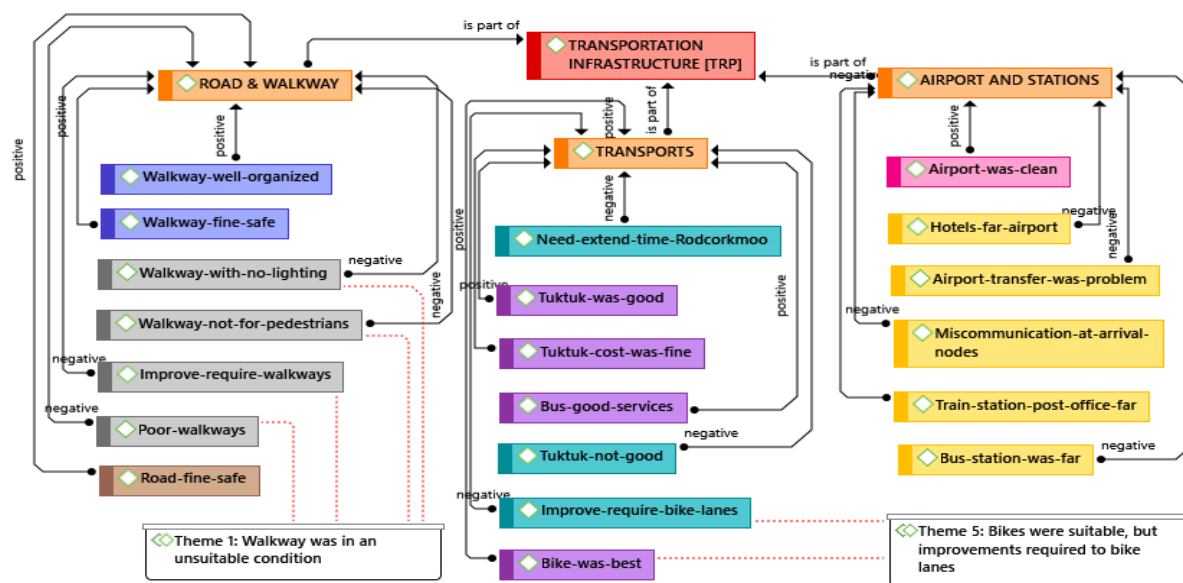 is part of
TRANSPORTATION
INFRASTRUCTURE [TRP]
is part of
negative
ROAD & WALKWAY
AIRPORT AND STATIONS
positive
positive
positive
positive
positive
positive
is part of
TRANSPORTS
positive
Walkway-well-organized
Walkway-fine-safe
Walkway-with-no-lighting
negative
Walkway-not-for-pedestrians
negative
Improve-require-walkways
negative
Poor-walkways
negative
Road-fine-safe
Theme 1: Walkway was in an
unsuitable condition
negative
Need-extend-time-Rodcorkmoo
positive
Tuktuk-was-good
Tuktuk-cost-was-fine
positive
Bus-good-services
Tuktuk-not-good
negative
negative
Improve-require-bike-lanes
Bike-was-best
Airport-was-clean
Hotels-far-airport
negative
Airport-transfer-was-problem
negative
negative
Miscommunication-at-arrival-
nodes
Train-station-post-office-far
Bus-station-was-far
negative
Theme 5: Bikes were suitable, but
improvements required to bike
lanes